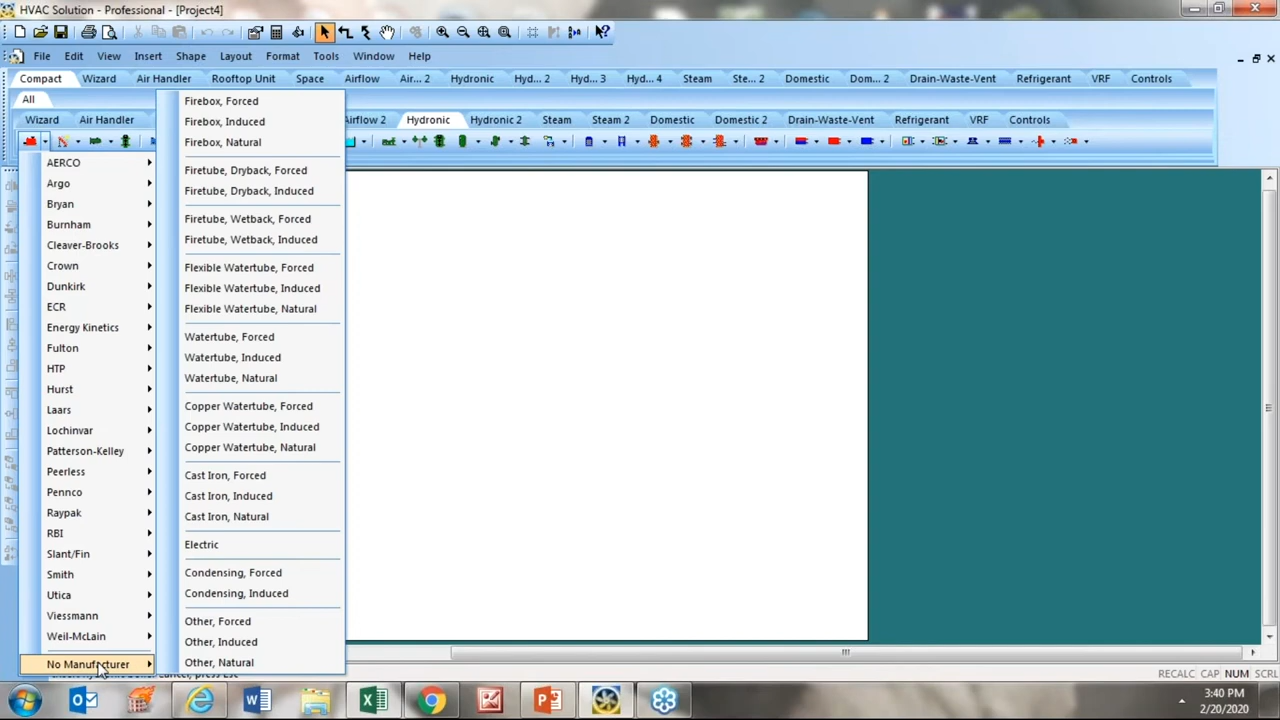 HVAC Solution - Professional - [Project4]
File Edit View Insert Shape Layout Format Tools Window Help
Compact Wizard Air Handler Rooftop Unit Space Airflow Air... 2 Hydronic Hyd... 2 Hyd... 3 Hyd... 4 Steam Ste... 2 Domestic Dom... 2 Drain-Waste-Vent Refrigerant VRF Controls
All
Wizard Air Handler Airflow 2 Hydronic Hydronic 2 Steam Steam 2 Domestic Domestic 2 Drain-Waste-Vent Refrigerant VRF Controls
AERCO
Argo
Bryan
Burnham
Cleaver-Brooks
Crown
Dunkirk
ECR
Energy Kinetics
Fulton
HTP
Hurst
Laars
Lochinvar
Patterson-Kelley
Peerless
Pennco
Raypak
RBI
Slant/Fin
Smith
Utica
Viessmann
Weil-McLain
No Manufacturer
Firebox, Forced
Firebox, Induced
Firebox, Natural
Firetube, Dryback, Forced
Firetube, Dryback, Induced
Firetube, Wetback, Forced
Firetube, Wetback, Induced
Flexible Watertube, Forced
Flexible Watertube, Induced
Flexible Watertube, Natural
Watertube, Forced
Watertube, Induced
Watertube, Natural
Copper Watertube, Forced
Copper Watertube, Induced
Copper Watertube, Natural
Cast Iron, Forced
Cast Iron, Induced
Cast Iron, Natural
Electric
Condensing, Forced
Condensing, Induced
Other, Forced
Other, Induced
Other, Natural
RECALC CAP NUM SCRL
3:40 PM
2/20/2020